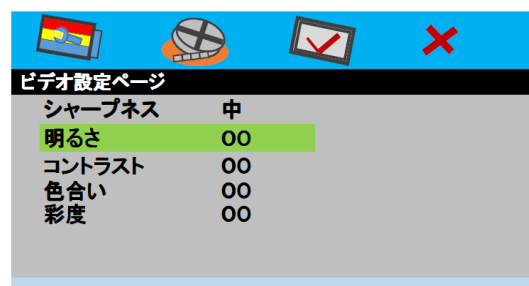 ビデオ設定ページ
シャープネス 中
明るさ 00
コントラスト 00
色合い 00
彩度 00